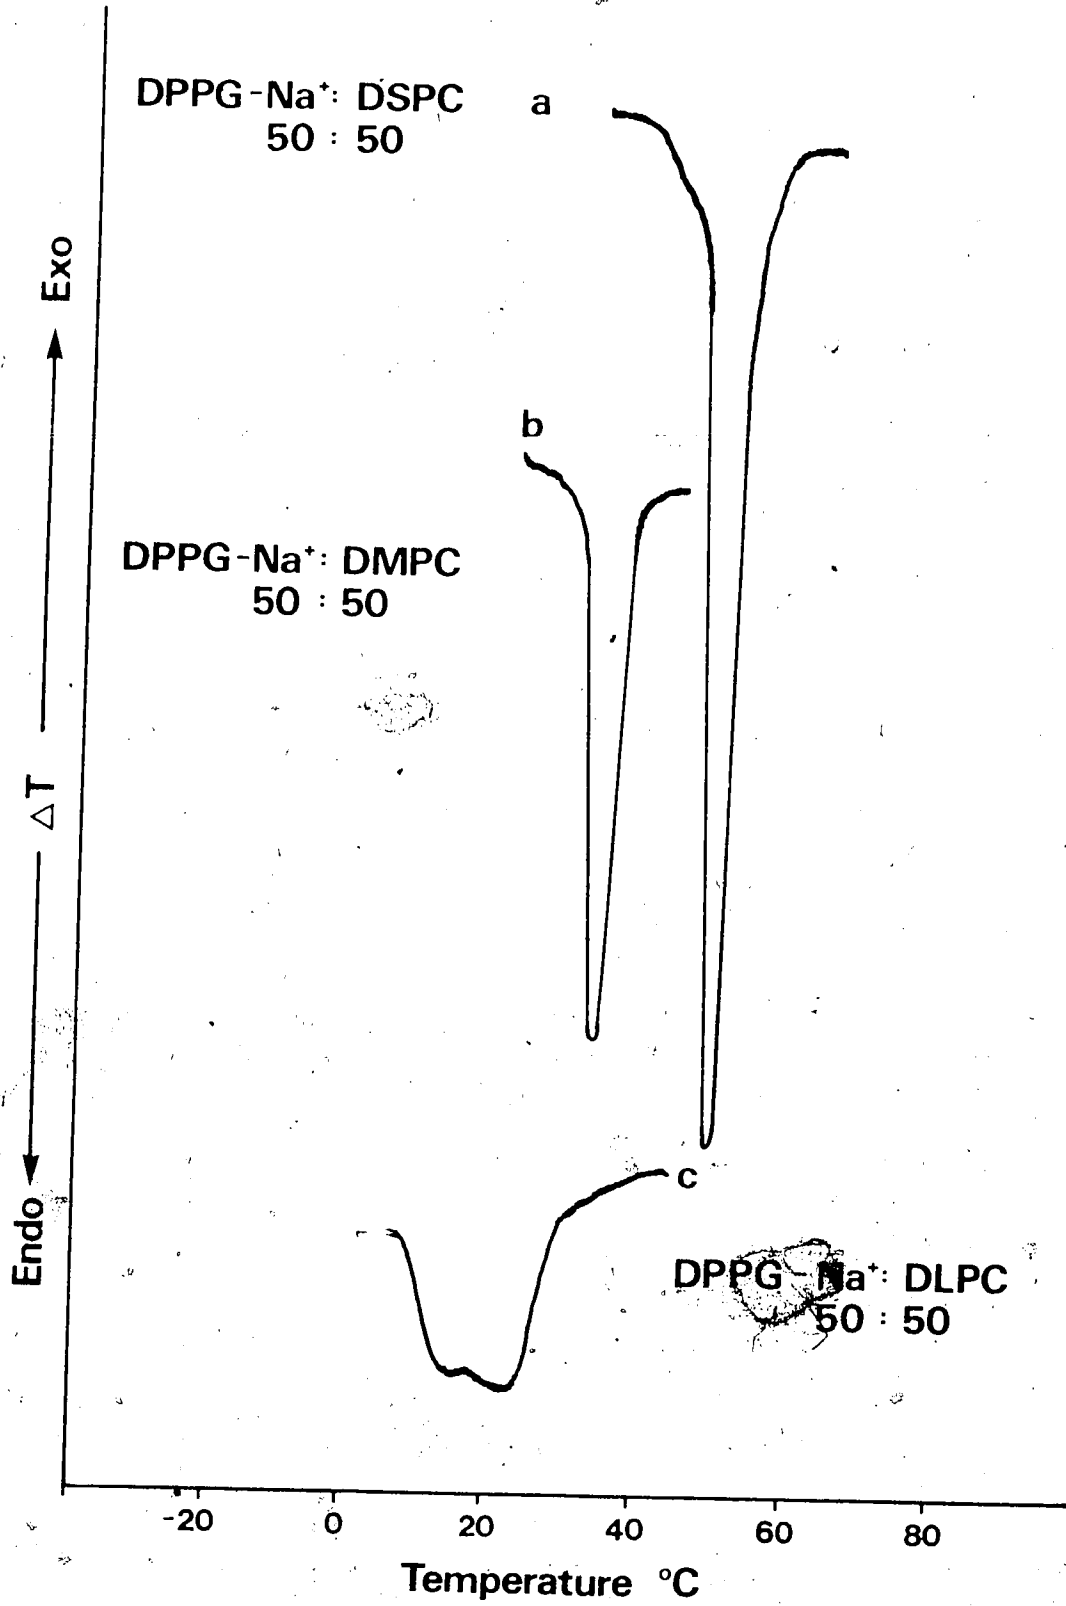 DPPG-Na⁺: DSPC
50 : 50
a
Exo
b
DPPG-Na⁺: DMPC
50 : 50
△T
c
Endo
DPPG-Na⁺: DLPC
50 : 50
-20 0 20 40 60 80
Temperature °C